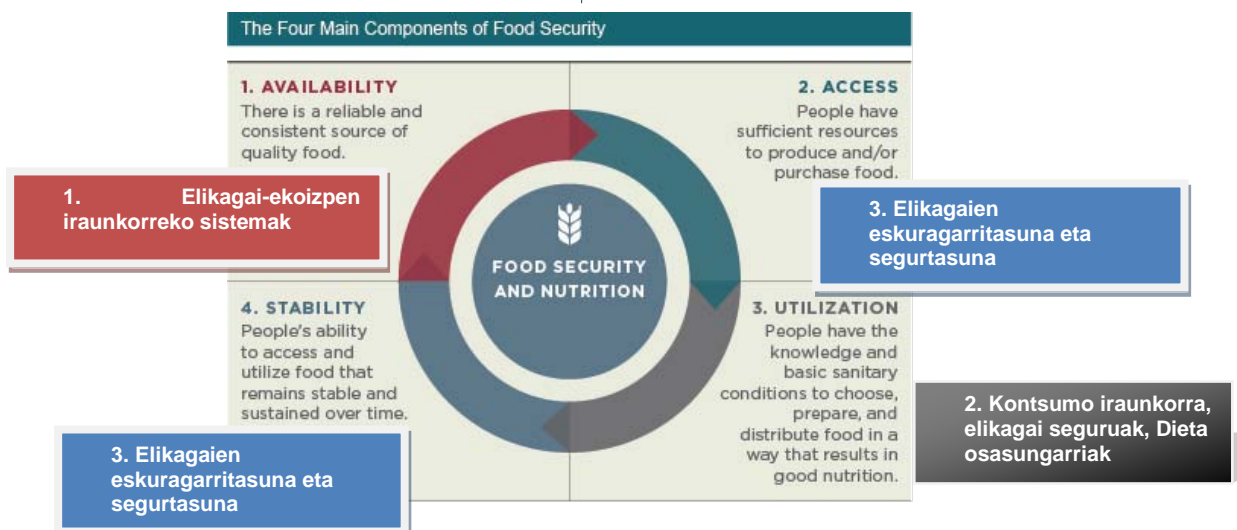 The Four Main Components of Food Security
1. AVAILABILITY
There is a reliable and
consistent source of
quality food.
2. ACCESS
People have
sufficient resources
to produce and/or
purchase food.
1. Elikagai-ekoizpen
iraunkorreko sistemak
3. Elikagaien
eskuragarritasuna eta
segurtasuna
FOOD SECURITY
AND NUTRITION
4. STABILITY
People's ability
to access and
utilize food that
remains stable and
sustained over time.
3. UTILIZATION
People have the
knowledge and
basic sanitary
conditions to choose,
prepare, and
distribute food in a
way that results in
good nutrition.
2. Kontsumo iraunkorra,
elikagai seguruak, Dieta
osasungarriak
3. Elikagaien
eskuragarritasuna eta
segurtasuna